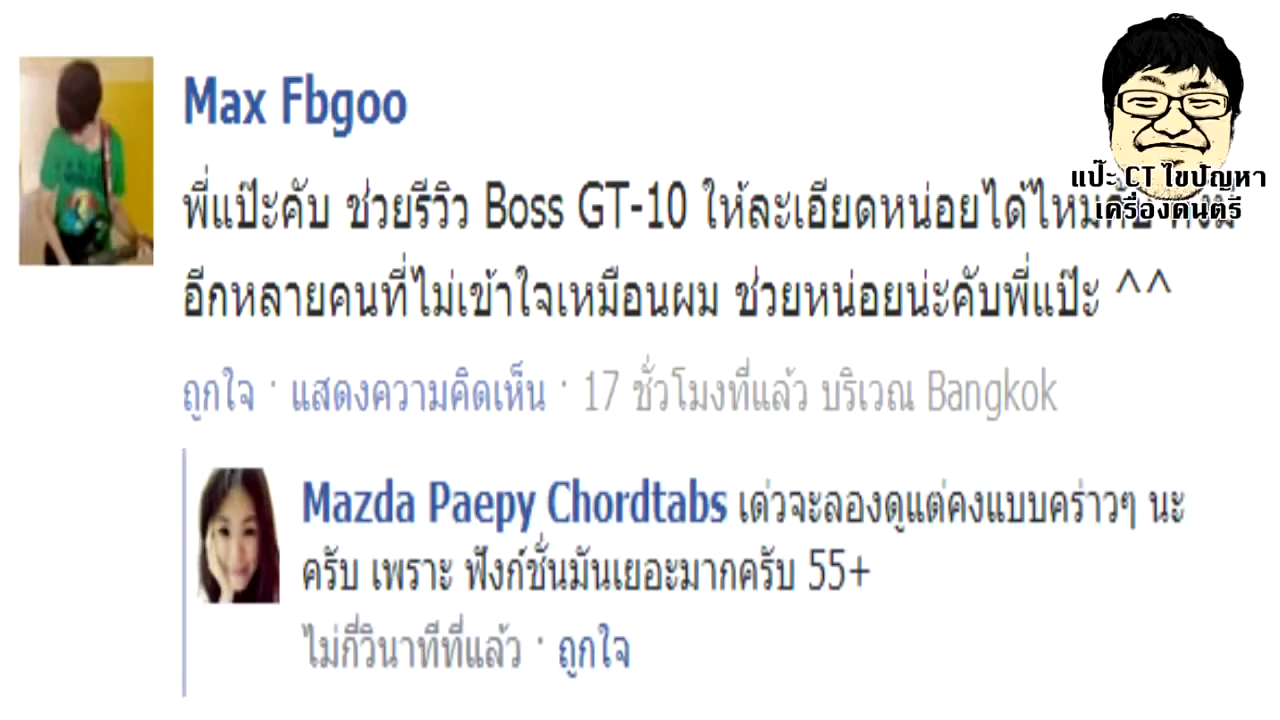 Max Fbgoo
พี่แป๊ะคับ ช่วยรีวิว Boss GT-10 ให้ละเอียดหน่อยได้ไหมคับ คงมี
อีกหลายคนที่ไม่เข้าใจเหมือนผม ช่วยหน่อยน่ะคับพี่แป๊ะ ^^
ถูกใจ · แสดงความคิดเห็น · 17 ชั่วโมงที่แล้ว บริเวณ Bangkok
Mazda Paepy Chordtabs เด่วจะลองดูแต่คงแบบคร่าวๆ นะ
ครับ เพราะ ฟังก์ชั่นมันเยอะมากครับ 55+
ไม่กี่วินาทีที่แล้ว · ถูกใจ
แป๊ะ CT ไขปัญหา
เครื่องดนตรี